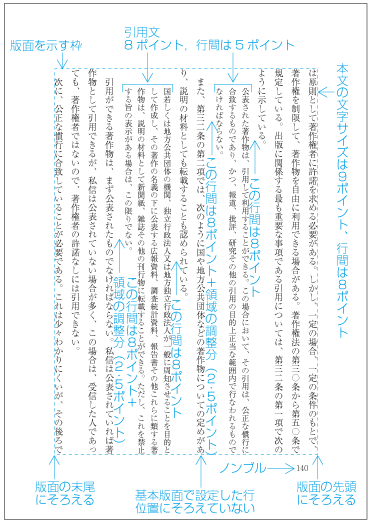 引用文
8ポイント，行間は5ポイント
版面を示す枠
本文の文字サイズは9ポイント，行間は8ポイント
は原則として著作権者に許諾を求める必要がある。しかし、一定の場合、一定の条件のもとで、
著作権を制限して、著作物を自由に利用できる場合がある。著作権法の第三〇条から第五〇条で
規定している。出版に関係する最も重要な事項である引用については、第三二条の第一項で次の
ように示している。
この行間は8ポイント
公表された著作物は、引用して利用することができる。この場合において、その引用は、公正な慣行に
合致するものであり、かつ、報道、批評、研究その他の引用の目的上正当な範囲内で行なわれるもので
なければならない。
この行間は8ポイント＋領域の調整分（2.5ポイント）
また、第三二条の第二項では、次のように国や地方公共団体などの著作物についての定めがあ
り、説明の材料としても転載することも認められている。
この行間は8ポイント
国若しくは地方公共団体の機関、独立行政法人又は地方独立行政法人が一般に周知させることを目的と
して作成し、その著作の名義の下に公表する広報資料、調査統計資料、報告書その他これらに類する著
作物は、説明の材料として新聞紙、雑誌その他の刊行物に転載することができる。ただし、これを禁止
する旨の表示がある場合は、この限りでない。
この行間は8ポイント＋
領域の調整分（2.5ポイント）
引用ができる著作物は、まず公表されたものでなければならない。私信は公表されていれば著
作物として引用できるが、私信は公表されていない場合が多く、この場合は、受信した人であっ
ても、著作権者ではないので、著作権者の許諾なしには引用できない。
次に、公正な慣行に合致していることが必要である。これは少々わかりにくいが、その後ろで
ノンブル
140
版面の末尾
にそろえる
基本版面で設定した行
位置にそろえていない
版面の先頭
にそろえる